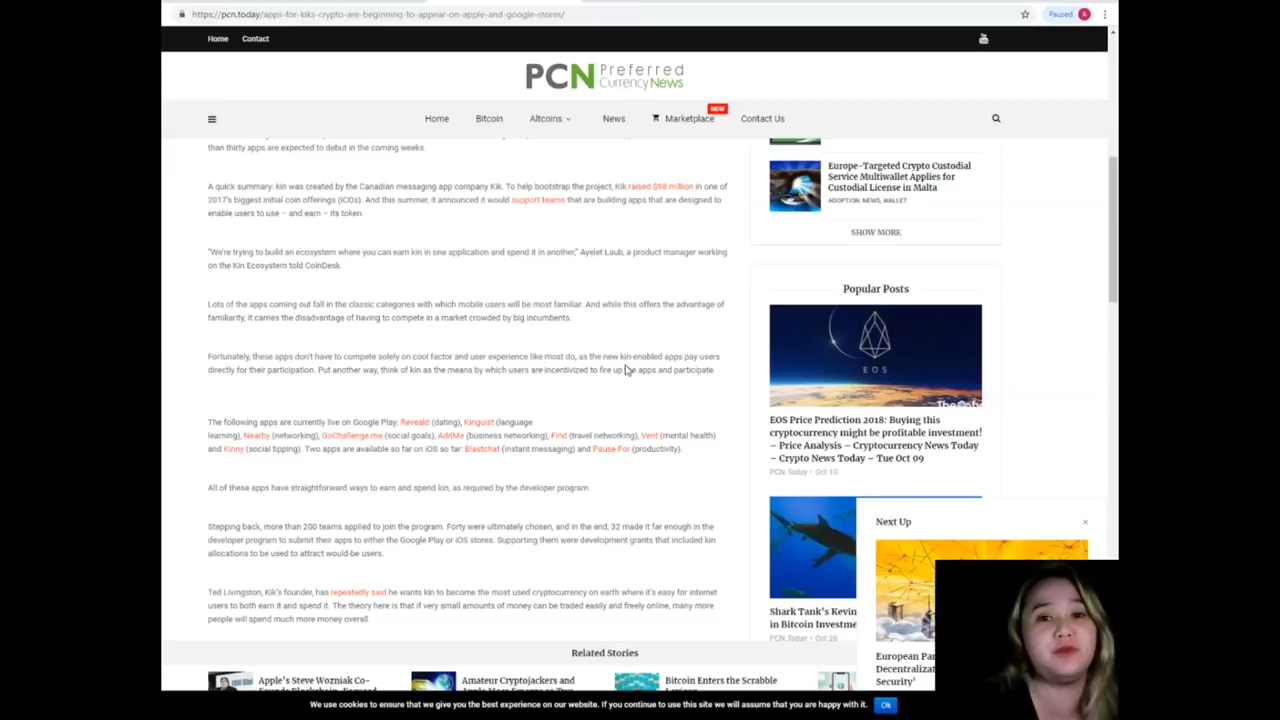 https://pcn.today/apps-for-kiks-crypto-are-beginning-to-appear-on-apple-and-google-stores/
Paused A
Home Contact
PCN Preferred
Currency News
NEW
Home Bitcoin Altcoins News Marketplace Contact Us
than thirty apps are expected to debut in the coming weeks.
A quick summary: kin was created by the Canadian messaging app company Kik. To help bootstrap the project, Kik raised $98 million in one of
2017's biggest initial coin offerings (ICOs). And this summer, it announced it would support teams that are building apps that are designed to
enable users to use – and earn – its token.
"We're trying to build an ecosystem where you can earn kin in one application and spend it in another," Ayelet Laub, a product manager working
on the Kin Ecosystem told CoinDesk.
Lots of the apps coming out fall in the classic categories with which mobile users will be most familiar. And while this offers the advantage of
familiarity, it carries the disadvantage of having to compete in a market crowded by big incumbents.
Fortunately, these apps don't have to compete solely on cool factor and user experience like most do, as the new kin-enabled apps pay users
directly for their participation. Put another way, think of kin as the means by which users are incentivized to fire up the apps and participate.
The following apps are currently live on Google Play: Reveald (dating), Kinguist (language
learning), Nearby (networking), GoChallenge.me (social goals), AddMe (business networking), Find (travel networking), Vent (mental health)
and Kinny (social tipping). Two apps are available so far on iOS so far: Blastchat (instant messaging) and Pause For (productivity).
All of these apps have straightforward ways to earn and spend kin, as required by the developer program.
Stepping back, more than 200 teams applied to join the program. Forty were ultimately chosen, and in the end, 32 made it far enough in the
developer program to submit their apps to either the Google Play or iOS stores. Supporting them were development grants that included kin
allocations to be used to attract would-be users.
Ted Livingston, Kik's founder, has repeatedly said he wants kin to become the most used cryptocurrency on earth where it's easy for internet
users to both earn it and spend it. The theory here is that if very small amounts of money can be traded easily and freely online, many more
people will spend much more money overall.
Europe-Targeted Crypto Custodial
Service Multiwallet Applies for
Custodial License in Malta
ADOPTION, NEWS, WALLET
SHOW MORE
Popular Posts
EOS
EOS Price Prediction 2018: Buying this
cryptocurrency might be profitable investment!
– Price Analysis – Cryptocurrency News Today
– Crypto News Today – Tue Oct 09
PCN.Today - Oct 10
Shark Tank's Kevin
in Bitcoin Investme
PCN.Today - Oct 26
Next Up
×
European Par
Decentralizat
Security'
Related Stories
Apple's Steve Wozniak Co-
Amateur Cryptojackers and
Bitcoin Enters the Scrabble
We use cookies to ensure that we give you the best experience on our website. If you continue to use this site we will assume that you are happy with it. Ok